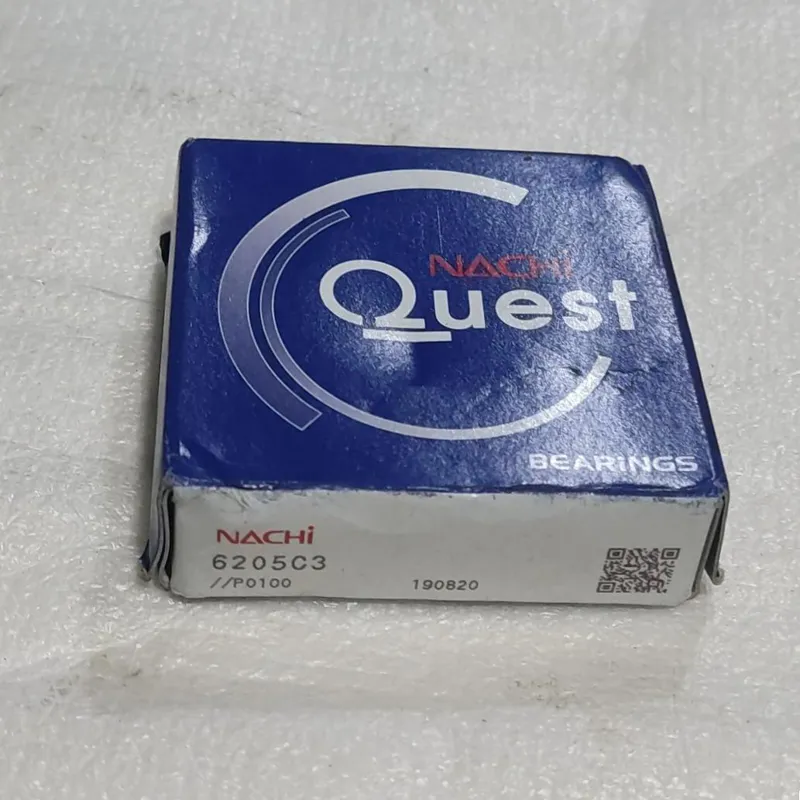 NACHi
Quest
BEARiNGS
NACHi
6205C3
//P0100 190820